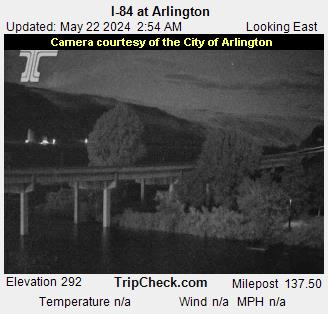 I-84 at Arlington
Updated: May 22 2024 2:54 AM Looking East
Camera courtesy of the City of Arlington
Elevation 292 TripCheck.com Milepost 137.50
Temperature n/a Wind n/a MPH n/a